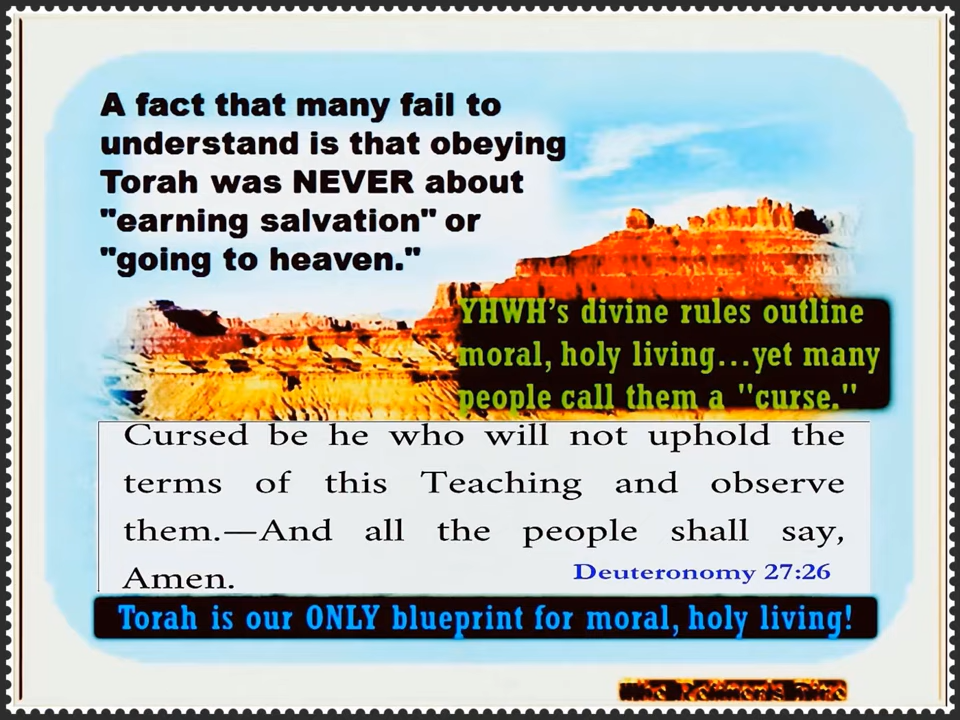 A fact that many fail to
understand is that obeying
Torah was NEVER about
"earning salvation" or
"going to heaven."
YHWH's divine rules outline
moral, holy living...yet many
people call them a "curse."
Cursed be he who will not uphold the
terms of this Teaching and observe
them.—And all the people shall say,
Amen.
Deuteronomy 27:26
Torah is our ONLY blueprint for moral, holy living!